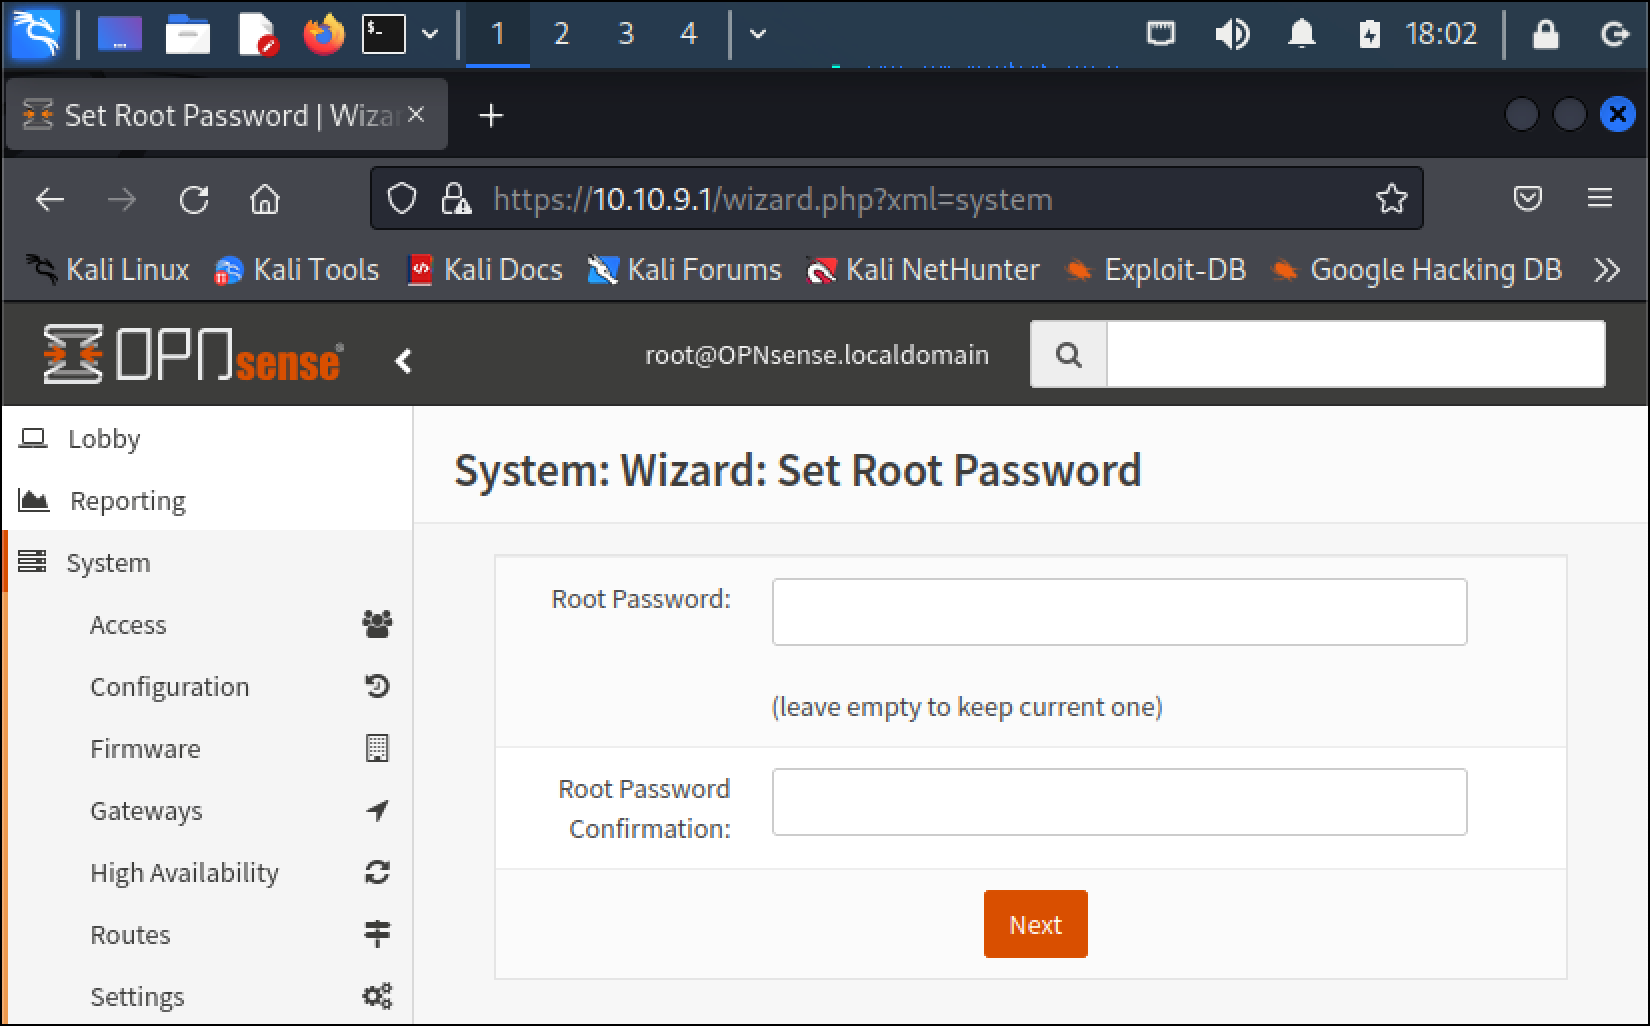 1 2 3 4 18:02
Set Root Password | Wiza
https://10.10.9.1/wizard.php?xml=system
Kali Linux Kali Tools Kali Docs Kali Forums Kali NetHunter Exploit-DB Google Hacking DB
OPNsense® root@OPNsense.localdomain
Lobby
Reporting
System
Access
Configuration
Firmware
Gateways
High Availability
Routes
Settings
System: Wizard: Set Root Password
Root Password:
(leave empty to keep current one)
Root Password
Confirmation:
Next